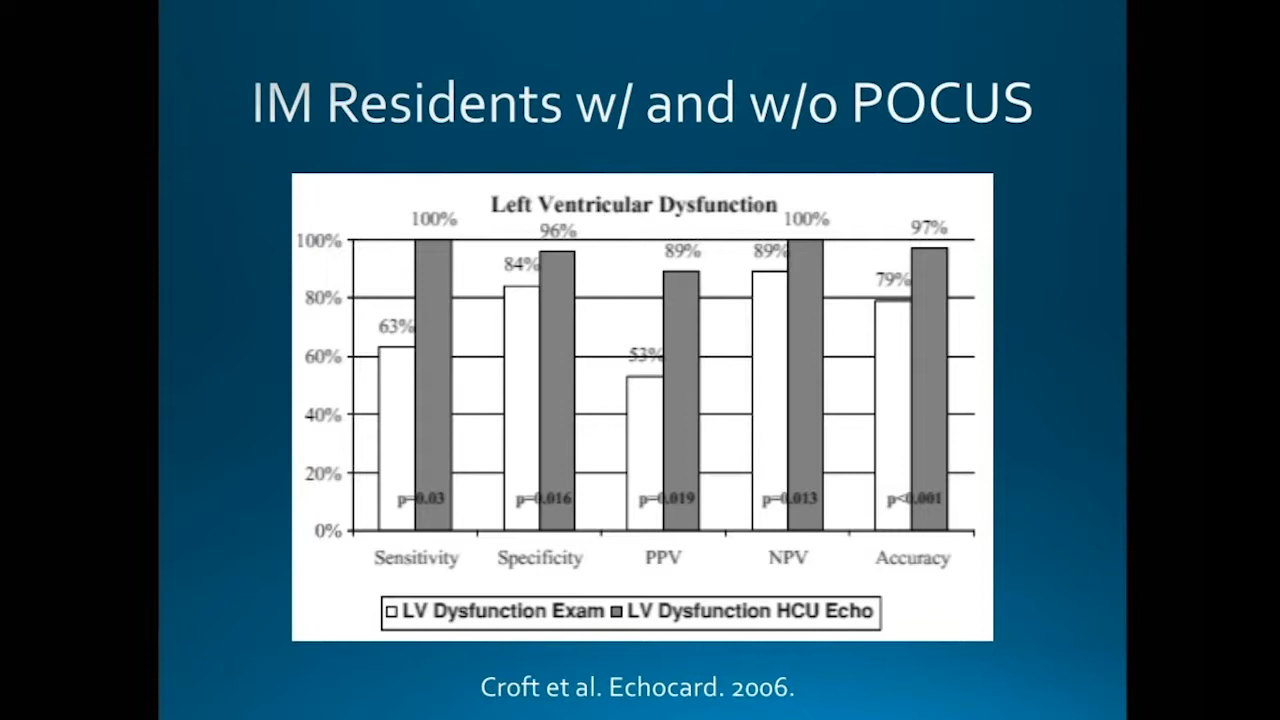 IM Residents w/ and w/o POCUS
Left Ventricular Dysfunction
100%
80%
60%
40%
20%
0%
63%
100%
84%
96%
53%
89%
89%
100%
79%
97%
p=0.03
p=0.016
p=0.019
p=0.013
p<0.001
Sensitivity
Specificity
PPV
NPV
Accuracy
LV Dysfunction Exam
LV Dysfunction HCU Echo
Croft et al. Echocard. 2006.